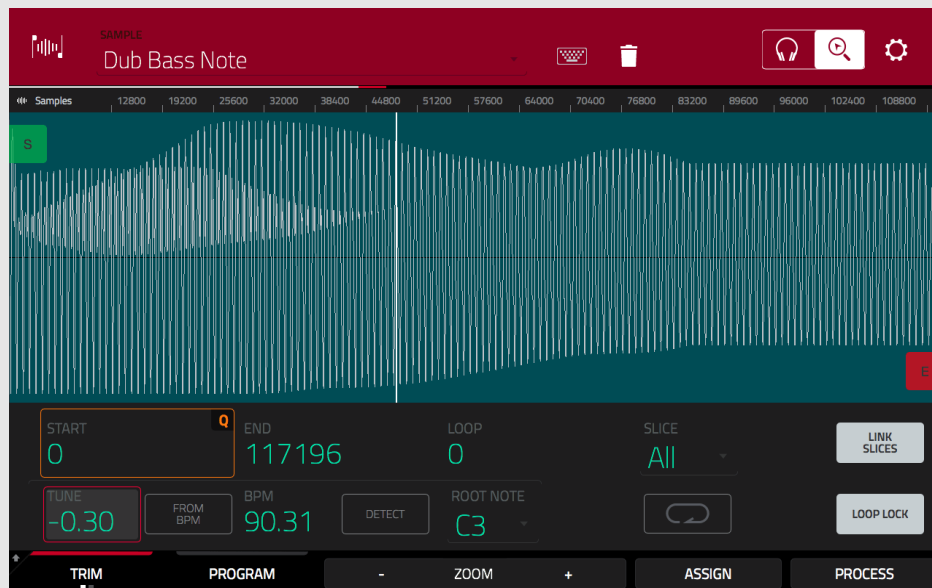 SAMPLE
Dub Bass Note
Samples 12800 19200 25600 32000 38400 44800 51200 57600 64000 70400 76800 83200 89600 96000 102400 108800
S
E
START Q END LOOP SLICE
0 117196 0 All
LINK
SLICES
TUNE BPM ROOT NOTE
-0.30 FROM
BPM 90.31 DETECT C3 LOOP LOCK
TRIM PROGRAM - ZOOM + ASSIGN PROCESS